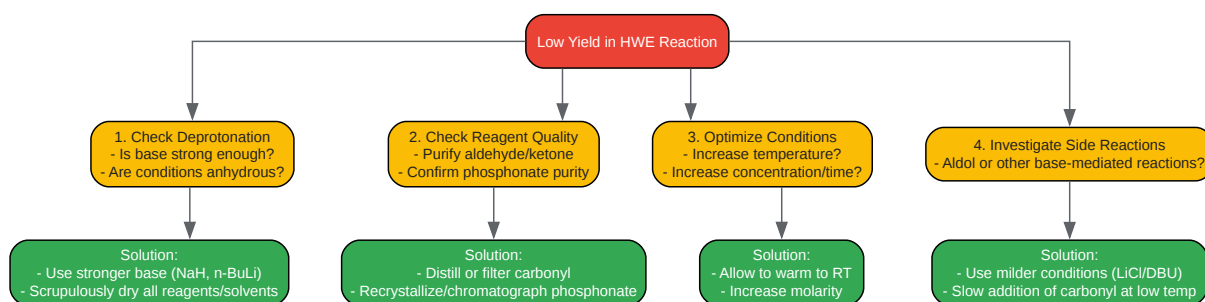 Low Yield in HWE Reaction
1. Check Deprotonation
- Is base strong enough?
- Are conditions anhydrous?
2. Check Reagent Quality
- Purify aldehyde/ketone
- Confirm phosphonate purity
3. Optimize Conditions
- Increase temperature?
- Increase concentration/time?
4. Investigate Side Reactions
- Aldol or other base-mediated reactions?
Solution:
- Use stronger base (NaH, n-BuLi)
- Scrupulously dry all reagents/solvents
Solution:
- Distill or filter carbonyl
- Recrystallize/chromatograph phosphonate
Solution:
- Allow to warm to RT
- Increase molarity
Solution:
- Use milder conditions (LiCl/DBU)
- Slow addition of carbonyl at low temp